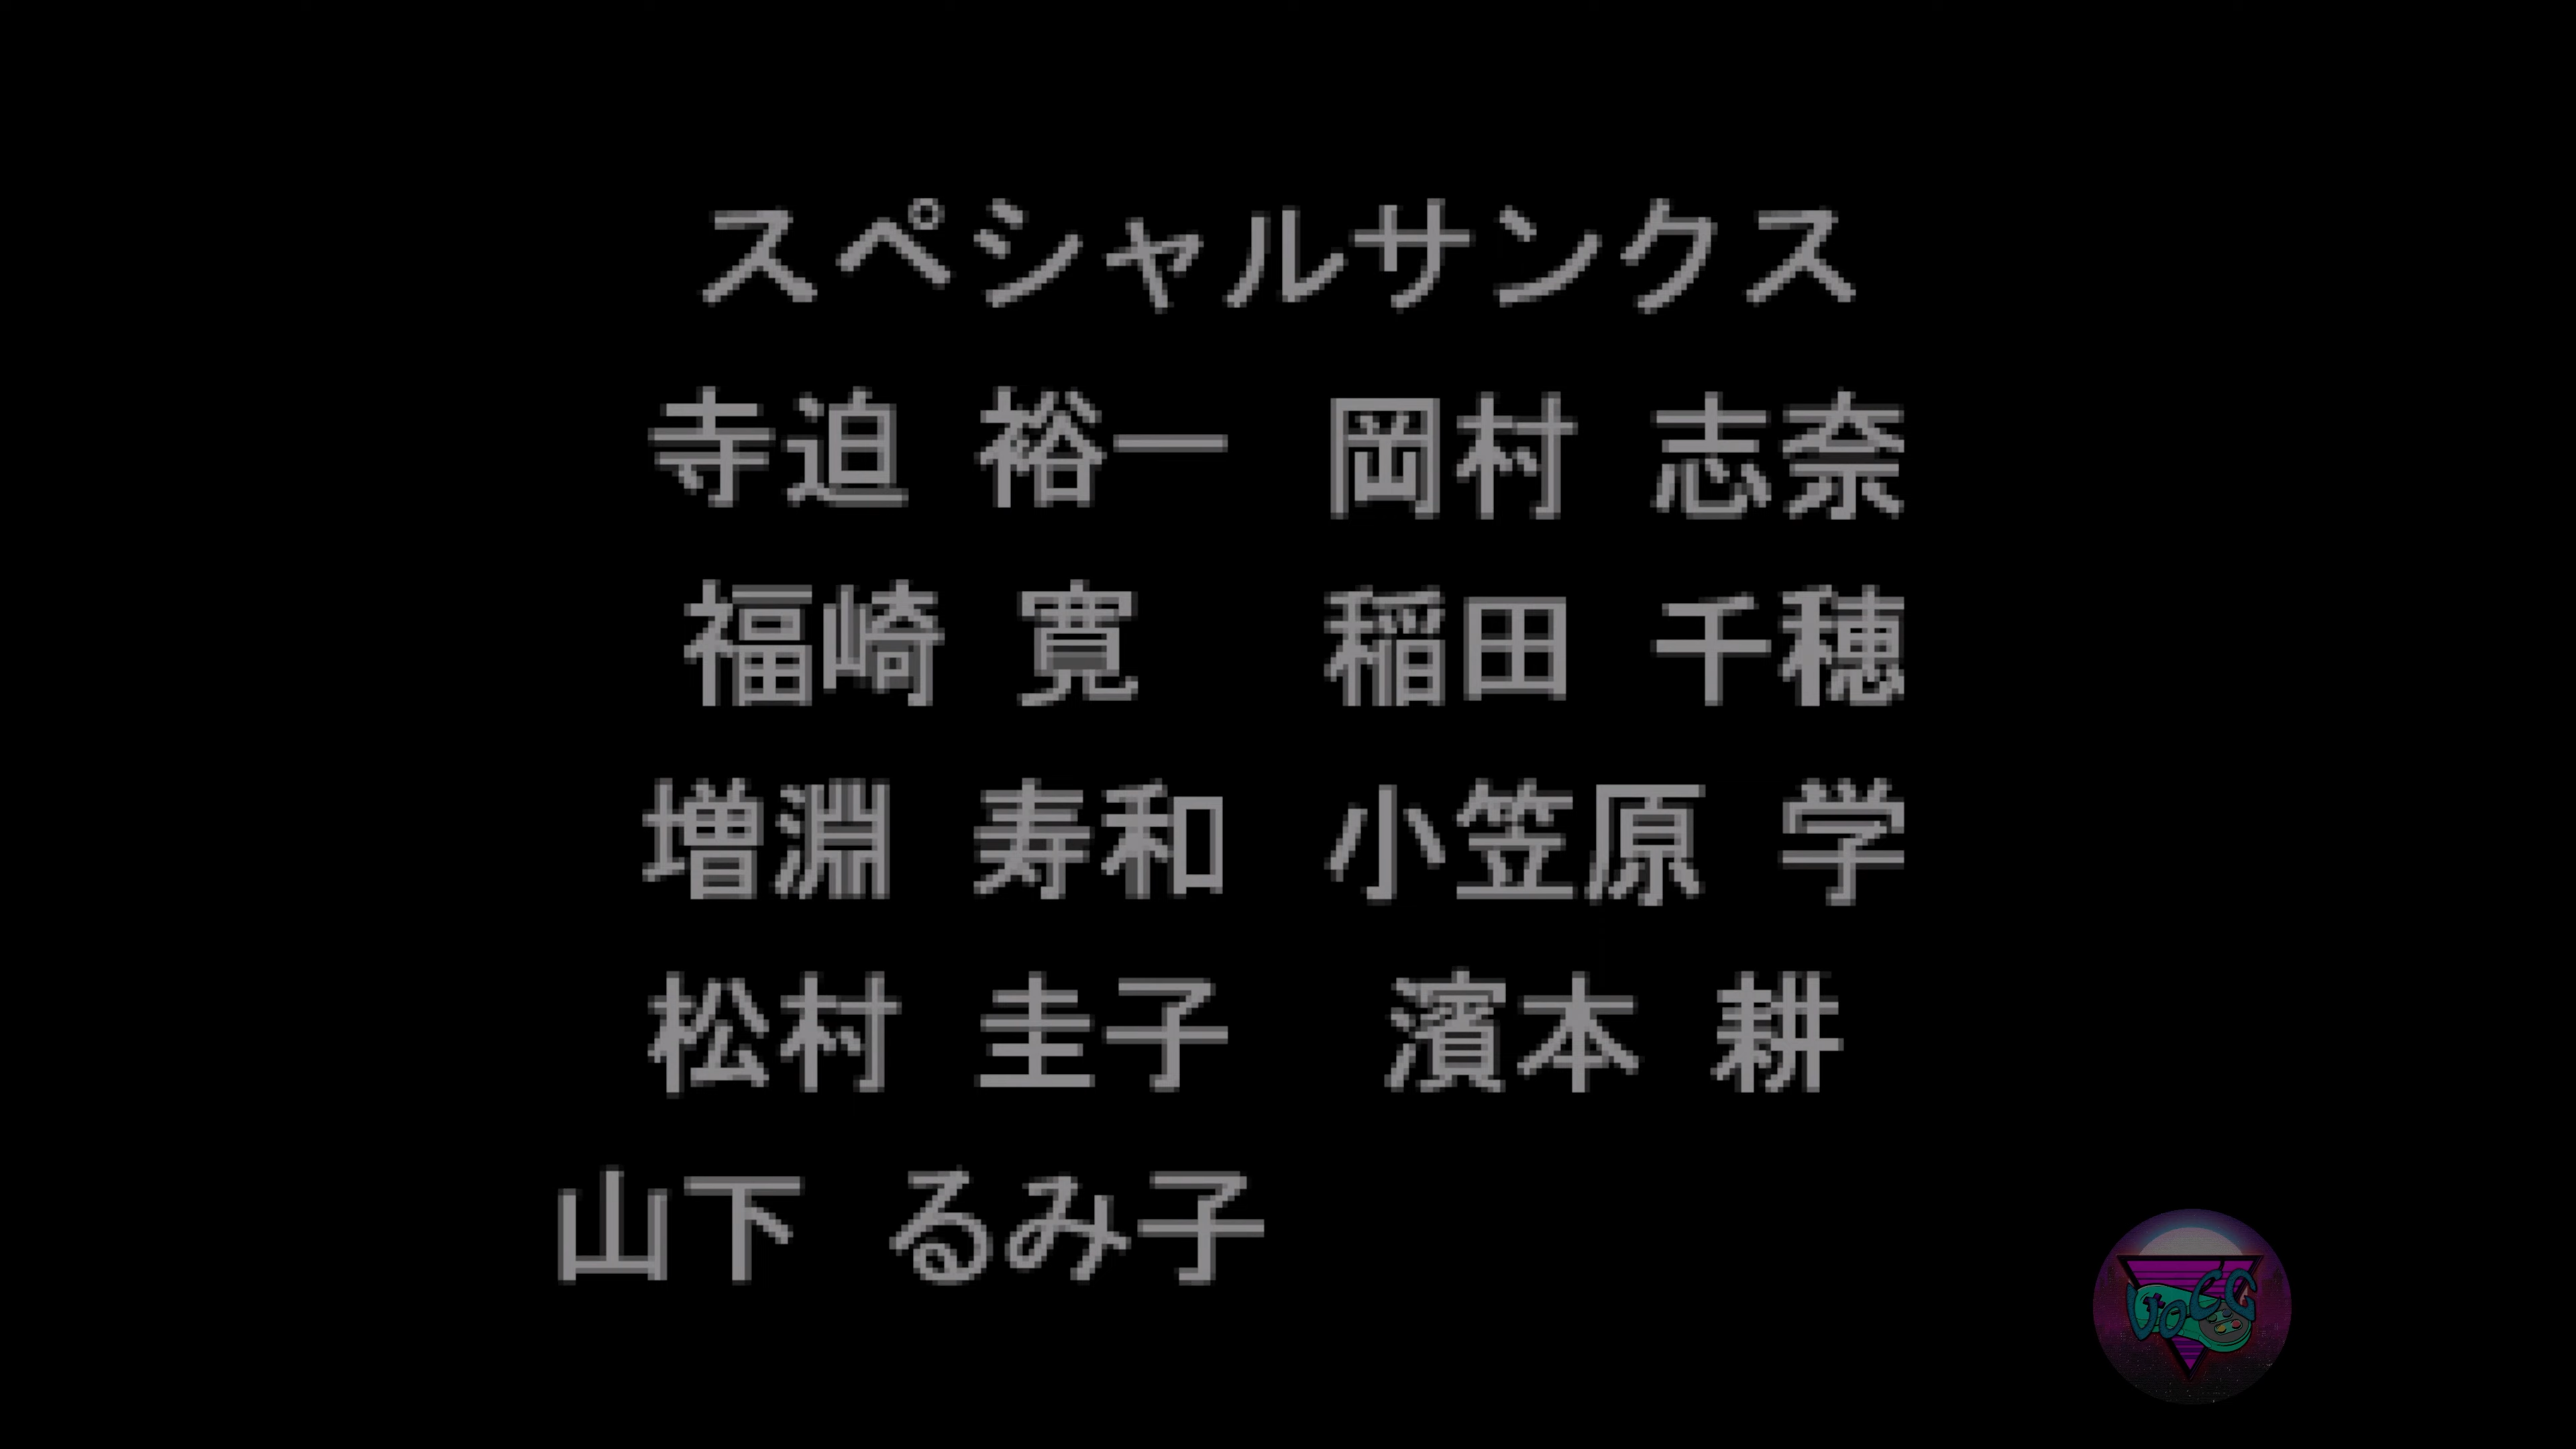 スペシャルサンクス
寺迫 裕一 岡村 志奈
福崎 寛 稲田 千穂
増淵 寿和 小笠原 学
松村 圭子 濱本 耕
山下 るみ子
VOCG